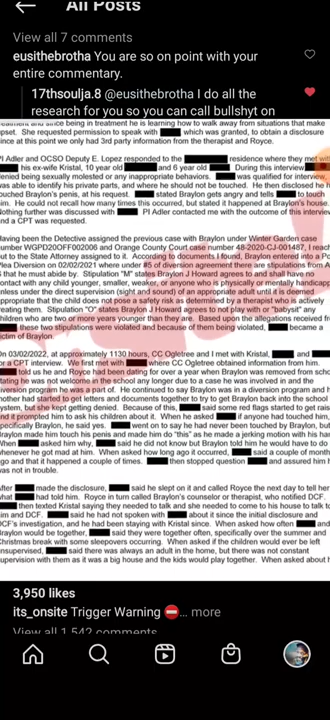 All Posts
View all 7 comments
eusithebrotha You are so on point with your
entire commentary.
17thsoulja.8 @eusithebrotha I do all the
research for you so you can call bullshyt on
treatment and since being in treatment he is learning how to walk away from situations that make
upset. She requested permission to speak with which was granted, to obtain a disclosure
since at this point we only had 3rd party information from the therapist and Royce.
PI Adler and OCSO Deputy E. Lopez responded to the residence where they met with
his ex-wife Kristal, 10 year old and 6 year old During this interview
denied being sexually molested or any inappropriate behaviors. was qualified for interview,
was able to identify his private parts, and where he should not be touched. He then disclosed he
touched Braylon's penis, at his request. stated Braylon gets angry and tells to touch
him. He could not recall how many times this occurred, but stated it happened at Braylon's house.
Nothing further was discussed with PI Adler contacted me with the outcome of this interview
and a CPT was requested.
Having been the Detective assigned the previous case with Braylon under Winter Garden case
number WGPD20OFF002006 and Orange County Court case number 48-2020-CJ-001487, I reach
out to the State Attorney assigned to it. According to documents I found, Braylon entered into a Po
Plea Diversion on 02/02/2021 where under #5 of diversion agreement there are stipulations from A
that he must abide by. Stipulation "M" states Braylon J Howard agrees to and shall have no
contact with any child younger, smaller, weaker, or anyone who is physically or mentally handicapp
unless under the direct supervision (sight and sound) of an appropriate adult until it is deemed
appropriate that the child does not pose a safety risk as determined by a therapist who is actively
treating them. Stipulation "O" states Braylon J Howard agrees to not play with or "babysit" any
children who are two or more years younger than they are. Based upon the allegations received fr
these two stipulations were violated and because of them being violated, became a
victim of Braylon.
On 03/02/2022, at approximately 1130 hours, CC Ogletree and I met with Kristal, and
for a CPT interview. We first met with where CC Ogletree obtained information from him.
told us he and Royce had been dating for over a year when Braylon was removed from scho
stating he was not welcome in the school any longer due to a case he was involved in and the
diversion program he was a part of. He continued to say Braylon was in a diversion program and h
mother had been trying to get letters and documents together to try to get Braylon back into the school
system, but she kept getting denied. Because of this, said some red flags started to get rais
and it prompted him to ask his children about it. When he asked if anyone had touched him,
specifically Braylon, he said yes. went on to say he had never been touched by Braylon, but
Braylon made him touch his penis and made him do "this" as he made a jerking motion with his han
When asked him why, said he did not know but Braylon told him he would have to do
whenever he got mad at him. When asked how long ago it occurred, said a couple of month
ago and that it happened a couple of times. then stopped question and assured him h
was not in trouble.
After made the disclosure, said he slept on it and called Royce the next day to tell her
what had told him. Royce in turn called Braylon's counselor or therapist, who notified DCF.
then texted Kristal saying they needed to talk and she needed to come to his house to talk to
him and DCF. said he had not spoken with about it since the initial disclosure and
DCF's investigation, and he had been staying with Kristal since. When asked how often and
Braylon would be together, said they were together often, specifically over the summer and
Christmas break with some sleepovers occurring. When asked if the children would ever be left
unsupervised, said there was always an adult in the home, but there was not constant
supervision with them as it was a big house and the kids would play together. When asked about h
3,950 likes
its_onsite Trigger Warning ⛔... more
View all 1,542 comments